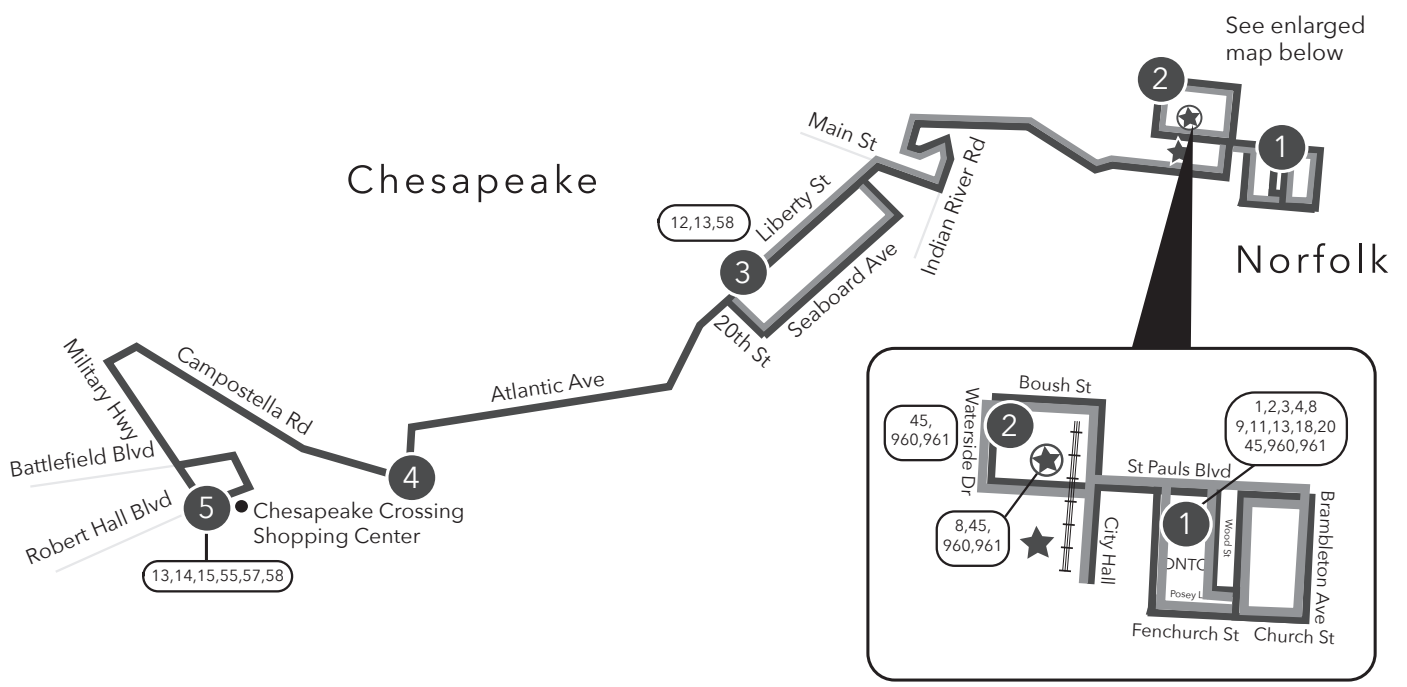 See enlarged
map below
2
1
Main St
Chesapeake
Indian River Rd
Liberty St
12,13,58
3
Norfolk
Seaboard Ave
20th St
Military Hwy
Campostella Rd
Atlantic Ave
Battlefield Blvd
4
5
Robert Hall Blvd
Chesapeake Crossing
Shopping Center
13,14,15,55,57,58
Boush St
Waterside Dr
2
45,
960,961
1,2,3,4,8
9,11,13,18,20
45,960,961
St Pauls Blvd
8,45,
960,961
City Hall
1
Wood St
Brambleton Ave
ONTC
Posey L
Fenchurch St
Church St